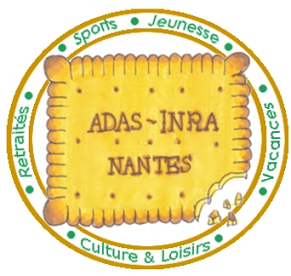 Retraités • Sports • Jeunesse • Vacances • Culture & Loisirs •
ADAS ~ INRA
NANTES